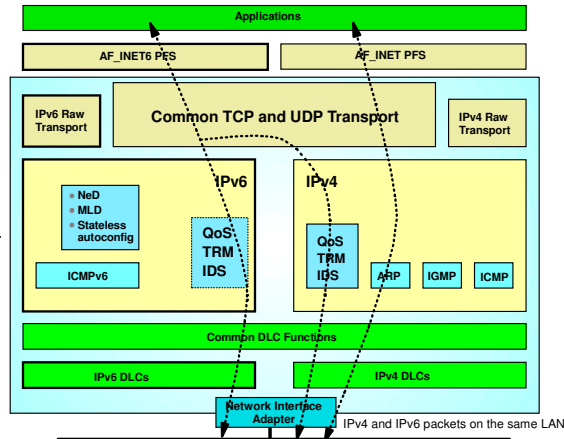 Applications
AF_INET6 PFS
AF_INET PFS
IPv6 Raw
Transport
Common TCP and UDP Transport
IPv4 Raw
Transport
IPv6
IPv4
NeD
MLD
Stateless
autoconfig
QoS
TRM
IDS
QoS
TRM
IDS
ICMPv6
ARP
IGMP
ICMP
Common DLC Functions
IPv6 DLCs
IPv4 DLCs
Network Interface
Adapter
IPv4 and IPv6 packets on the same LAN